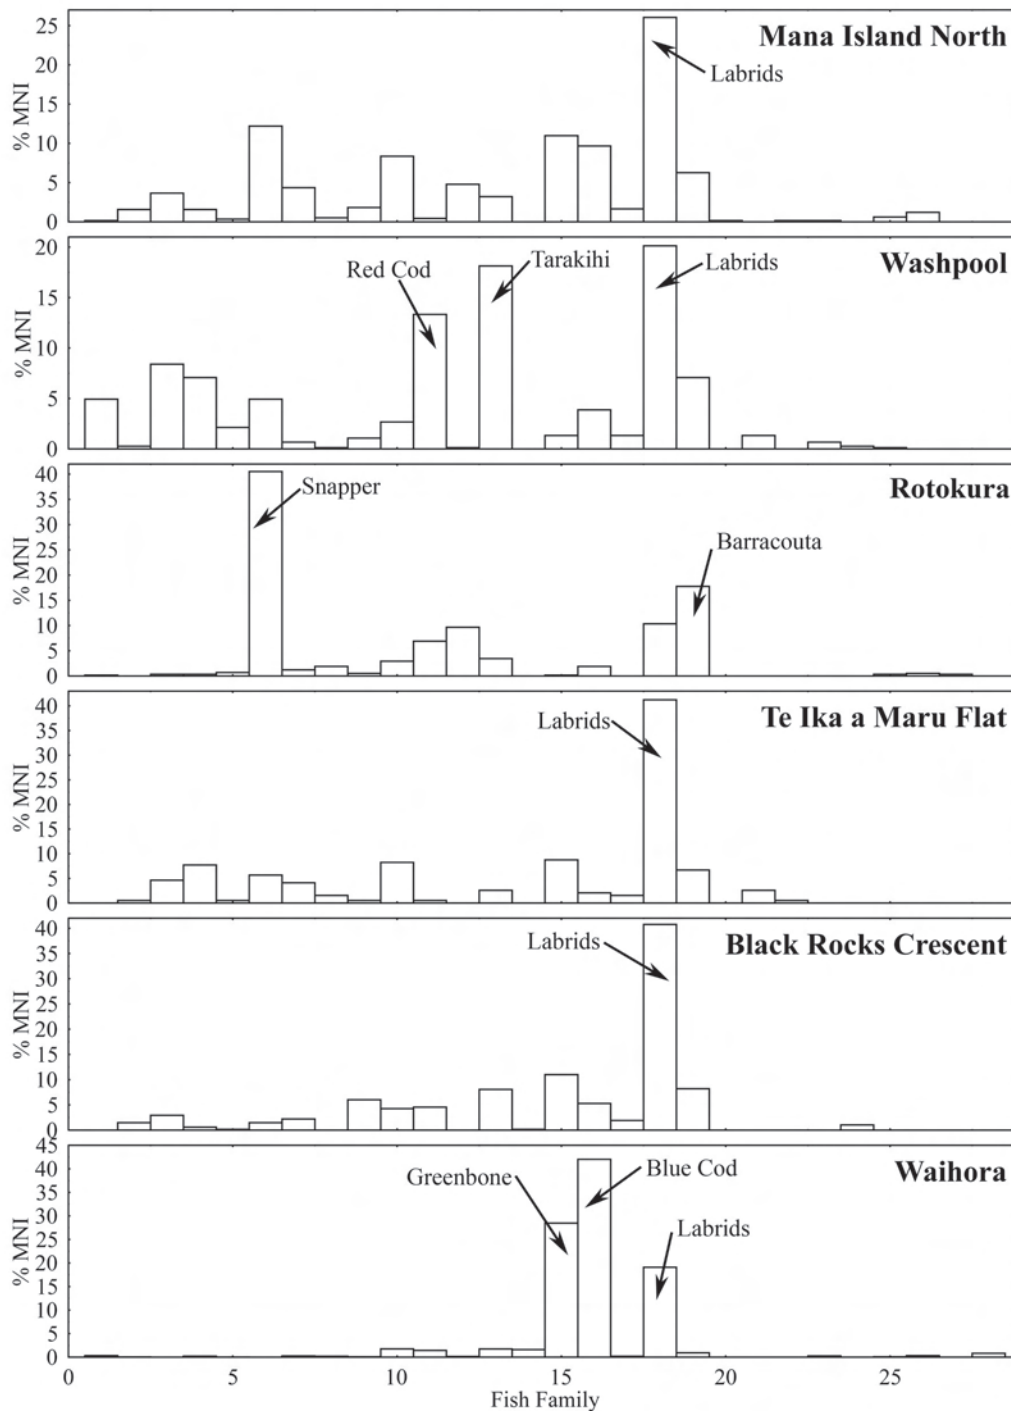 Mana Island North
Labrids
% MNI
25
20
15
10
5
0
Washpool
Red Cod
Tarakihi
Labrids
% MNI
20
15
10
5
0
Rotokura
Snapper
Barracouta
% MNI
40
35
30
25
20
15
10
5
0
Te Ika a Maru Flat
Labrids
% MNI
40
35
30
25
20
15
10
5
0
Black Rocks Crescent
Labrids
% MNI
40
35
30
25
20
15
10
5
0
Waihora
Greenbone
Blue Cod
Labrids
% MNI
45
40
35
30
25
20
15
10
5
0
0 5 10 15 20 25
Fish Family